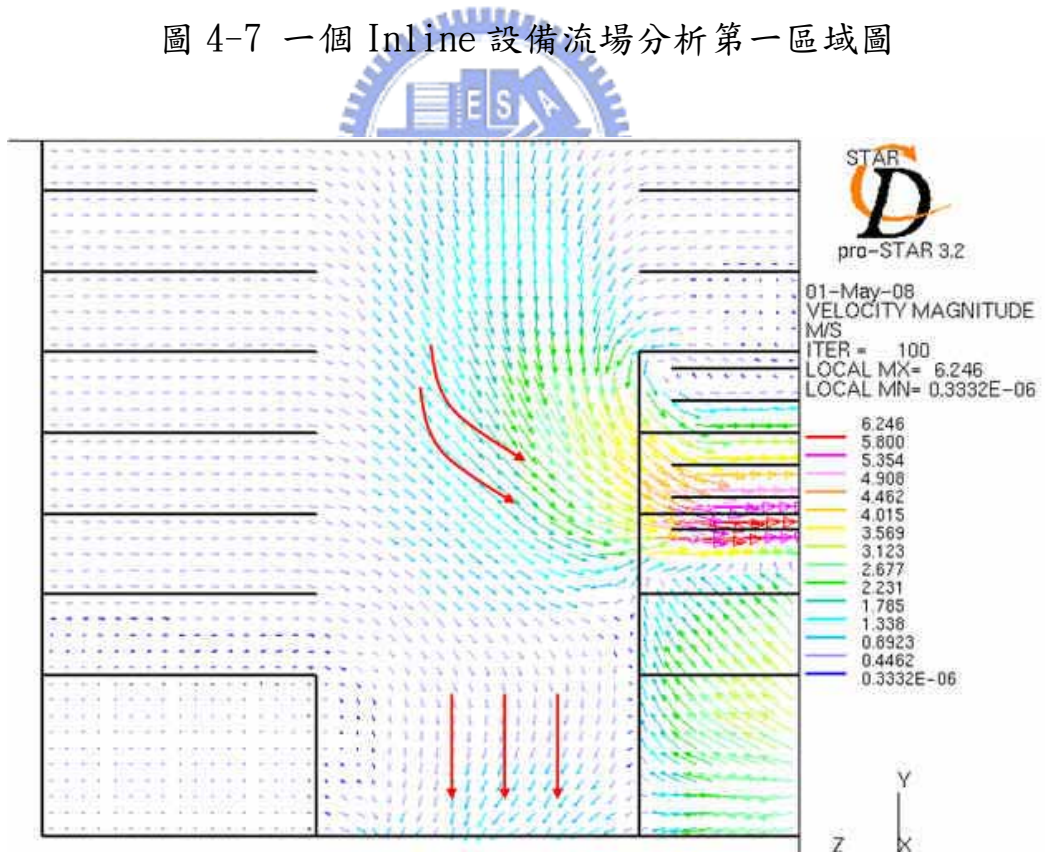 圖 4-7 一個 Inline 設備流場分析第一區域圖
ESA
STAR
D
pro-STAR 3.2
01-May-08
VELOCITY MAGNITUDE
M/S
ITER = 100
LOCAL MX= 6.246
LOCAL MN= 0.3332E-06
6.246
5.800
5.354
4.908
4.462
4.015
3.569
3.123
2.677
2.231
1.785
1.338
0.8923
0.4462
0.3332E-06
Y
Z
X